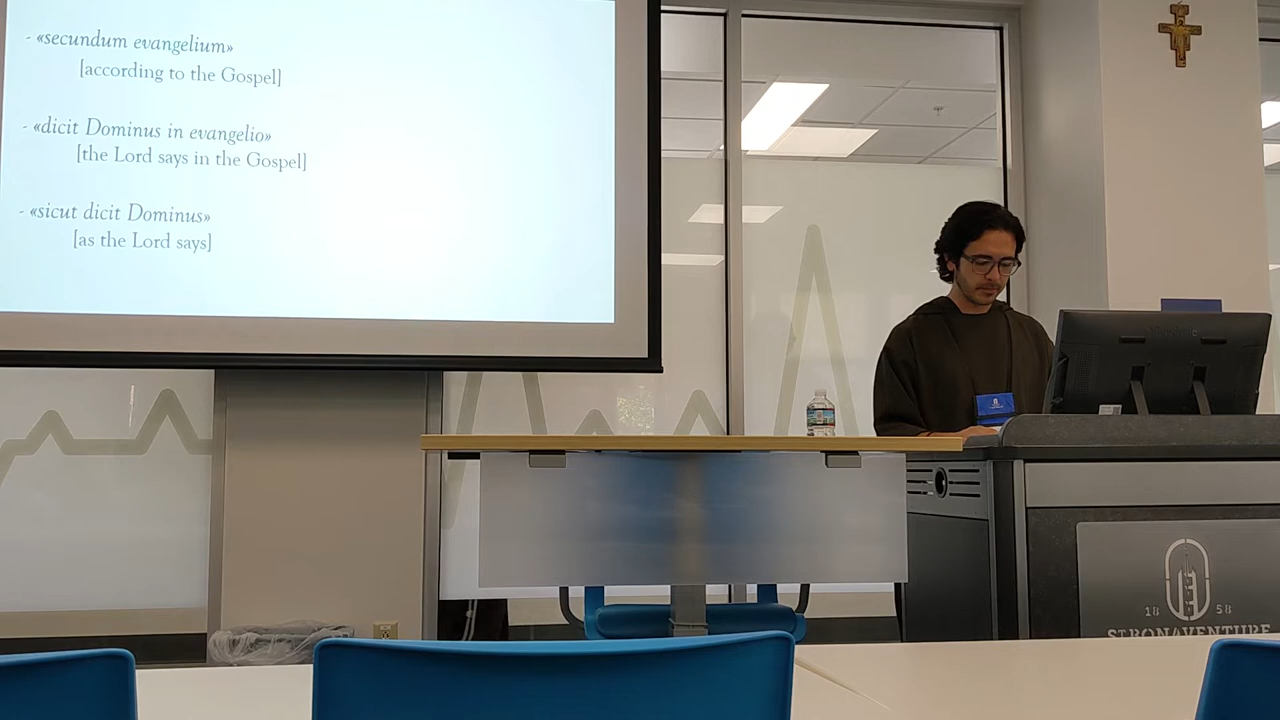 - «secundum evangelium»
[according to the Gospel]
- «dicit Dominus in evangelio»
[the Lord says in the Gospel]
- «sicut dicit Dominus»
[as the Lord says]
18 58
ST. BONAVENTURE